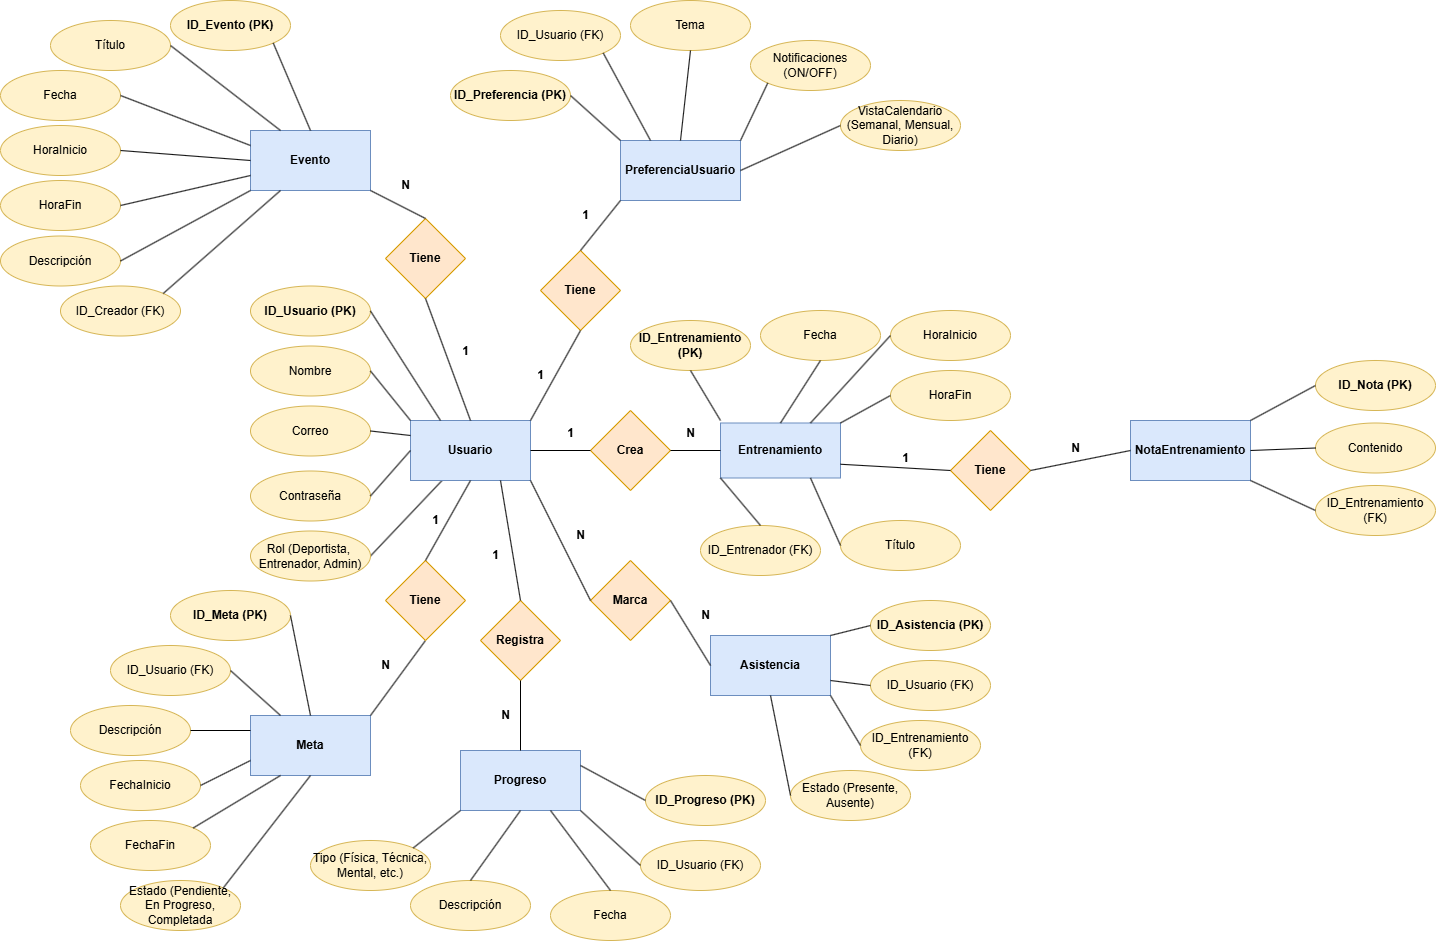 ID_Evento (PK)
Título
Fecha
HoraInicio
HoraFin
Descripción
ID_Creador (FK)
Evento
N
Tiene
1
ID_Usuario (FK)
Tema
Notificaciones
(ON/OFF)
ID_Preferencia (PK)
VistaCalendario
(Semanal, Mensual,
Diario)
PreferenciaUsuario
1
Tiene
1
ID_Usuario (PK)
Nombre
Correo
Contraseña
Rol (Deportista,
Entrenador, Admin)
Usuario
1
Crea
N
ID_Entrenamiento
(PK)
Fecha
HoraInicio
HoraFin
Entrenamiento
ID_Entrenador (FK)
Título
1
Tiene
N
NotaEntrenamiento
ID_Nota (PK)
Contenido
ID_Entrenamiento
(FK)
1
Tiene
N
ID_Meta (PK)
ID_Usuario (FK)
Descripción
FechaInicio
FechaFin
Estado (Pendiente,
En Progreso,
Completada
Meta
1
Registra
N
Progreso
ID_Progreso (PK)
ID_Usuario (FK)
Tipo (Física, Técnica,
Mental, etc.)
Descripción
Fecha
N
Marca
N
Asistencia
ID_Asistencia (PK)
ID_Usuario (FK)
ID_Entrenamiento
(FK)
Estado (Presente,
Ausente)